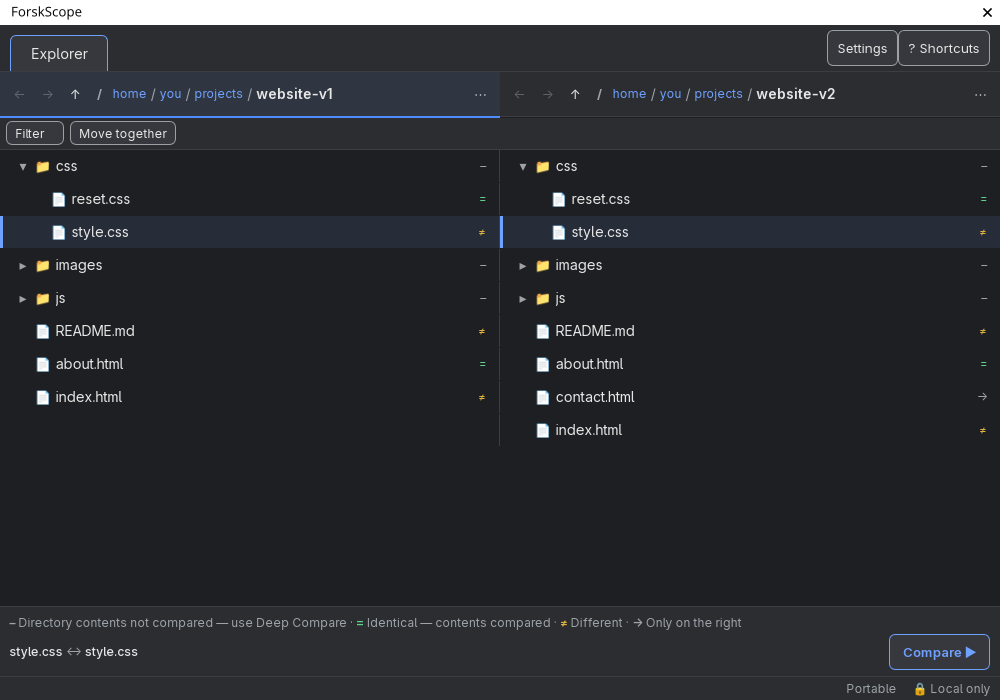 ForskScope ✕
Explorer
Settings ? Shortcuts
← → ↑ / home / you / projects / website-v1 ···
← → ↑ / home / you / projects / website-v2 ···
Filter Move together
▼ 📁 css –
📄 reset.css =
📄 style.css ≠
▶ 📁 images –
▶ 📁 js –
📄 README.md ≠
📄 about.html =
📄 index.html ≠
▼ 📁 css –
📄 reset.css =
📄 style.css ≠
▶ 📁 images –
▶ 📁 js –
📄 README.md ≠
📄 about.html =
📄 contact.html →
📄 index.html ≠
– Directory contents not compared — use Deep Compare · = Identical — contents compared · ≠ Different · → Only on the right
style.css ↔ style.css
Compare ▶
Portable 🔒 Local only